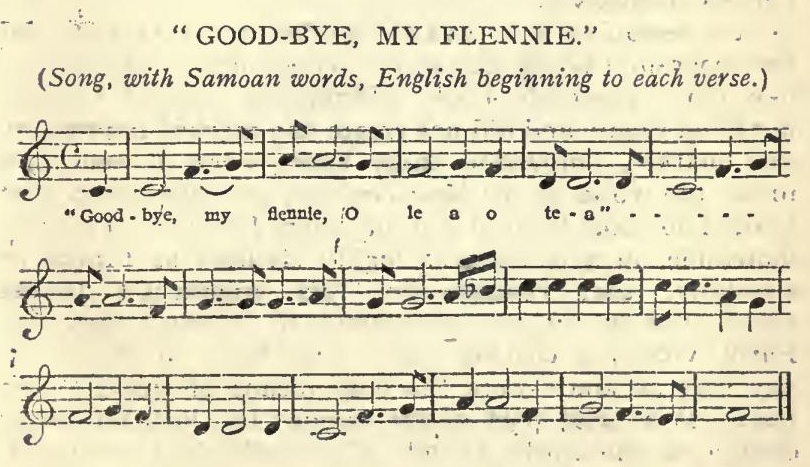 “ GOOD-BYE, MY FLENNIE.”
(Song, with Samoan words, English beginning to each verse.)
“Good - bye, my flennie, O le a o te - a” - - - - - -